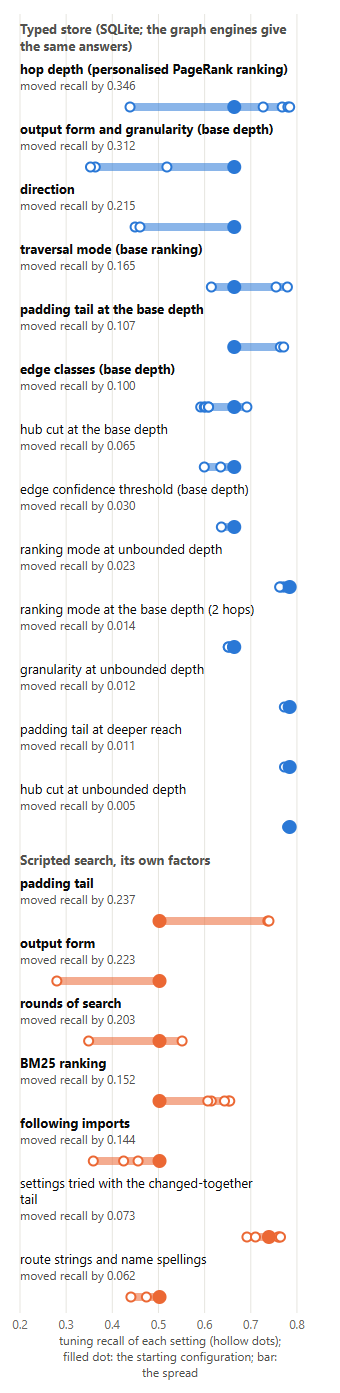 Typed store (SQLite; the graph engines give
the same answers)
hop depth (personalised PageRank ranking)
moved recall by 0.346
output form and granularity (base depth)
moved recall by 0.312
direction
moved recall by 0.215
traversal mode (base ranking)
moved recall by 0.165
padding tail at the base depth
moved recall by 0.107
edge classes (base depth)
moved recall by 0.100
hub cut at the base depth
moved recall by 0.065
edge confidence threshold (base depth)
moved recall by 0.030
ranking mode at unbounded depth
moved recall by 0.023
ranking mode at the base depth (2 hops)
moved recall by 0.014
granularity at unbounded depth
moved recall by 0.012
padding tail at deeper reach
moved recall by 0.011
hub cut at unbounded depth
moved recall by 0.005
Scripted search, its own factors
padding tail
moved recall by 0.237
output form
moved recall by 0.223
rounds of search
moved recall by 0.203
BM25 ranking
moved recall by 0.152
following imports
moved recall by 0.144
settings tried with the changed-together
tail
moved recall by 0.073
route strings and name spellings
moved recall by 0.062
0.2 0.3 0.4 0.5 0.6 0.7 0.8
tuning recall of each setting (hollow dots);
filled dot: the starting configuration; bar:
the spread